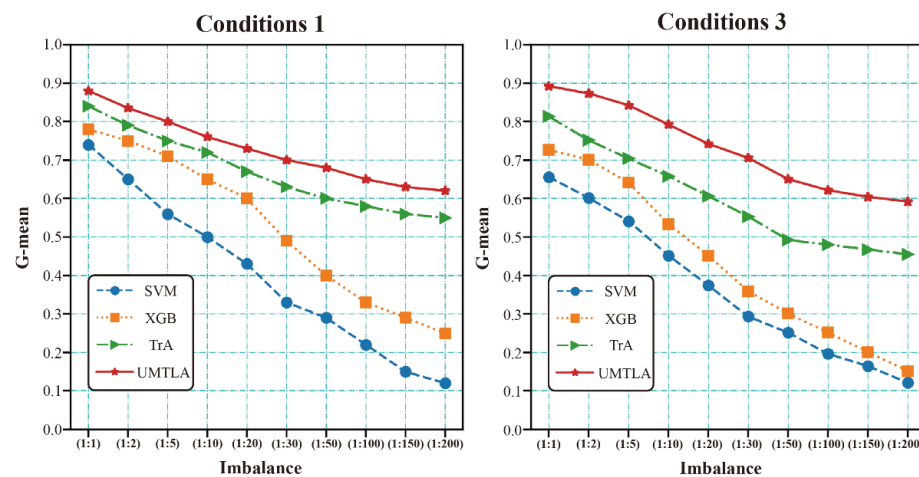 Conditions 1
G-mean
1.0
0.9
0.8
0.7
0.6
0.5
0.4
0.3
0.2
0.1
0.0
SVM
XGB
TrA
UMTLA
(1:1) (1:2) (1:5) (1:10) (1:20) (1:30) (1:50) (1:100) (1:150) (1:200)
Imbalance
Conditions 3
G-mean
1.0
0.9
0.8
0.7
0.6
0.5
0.4
0.3
0.2
0.1
0.0
SVM
XGB
TrA
UMTLA
(1:1) (1:2) (1:5) (1:10) (1:20) (1:30) (1:50) (1:100) (1:150) (1:200
Imbalance